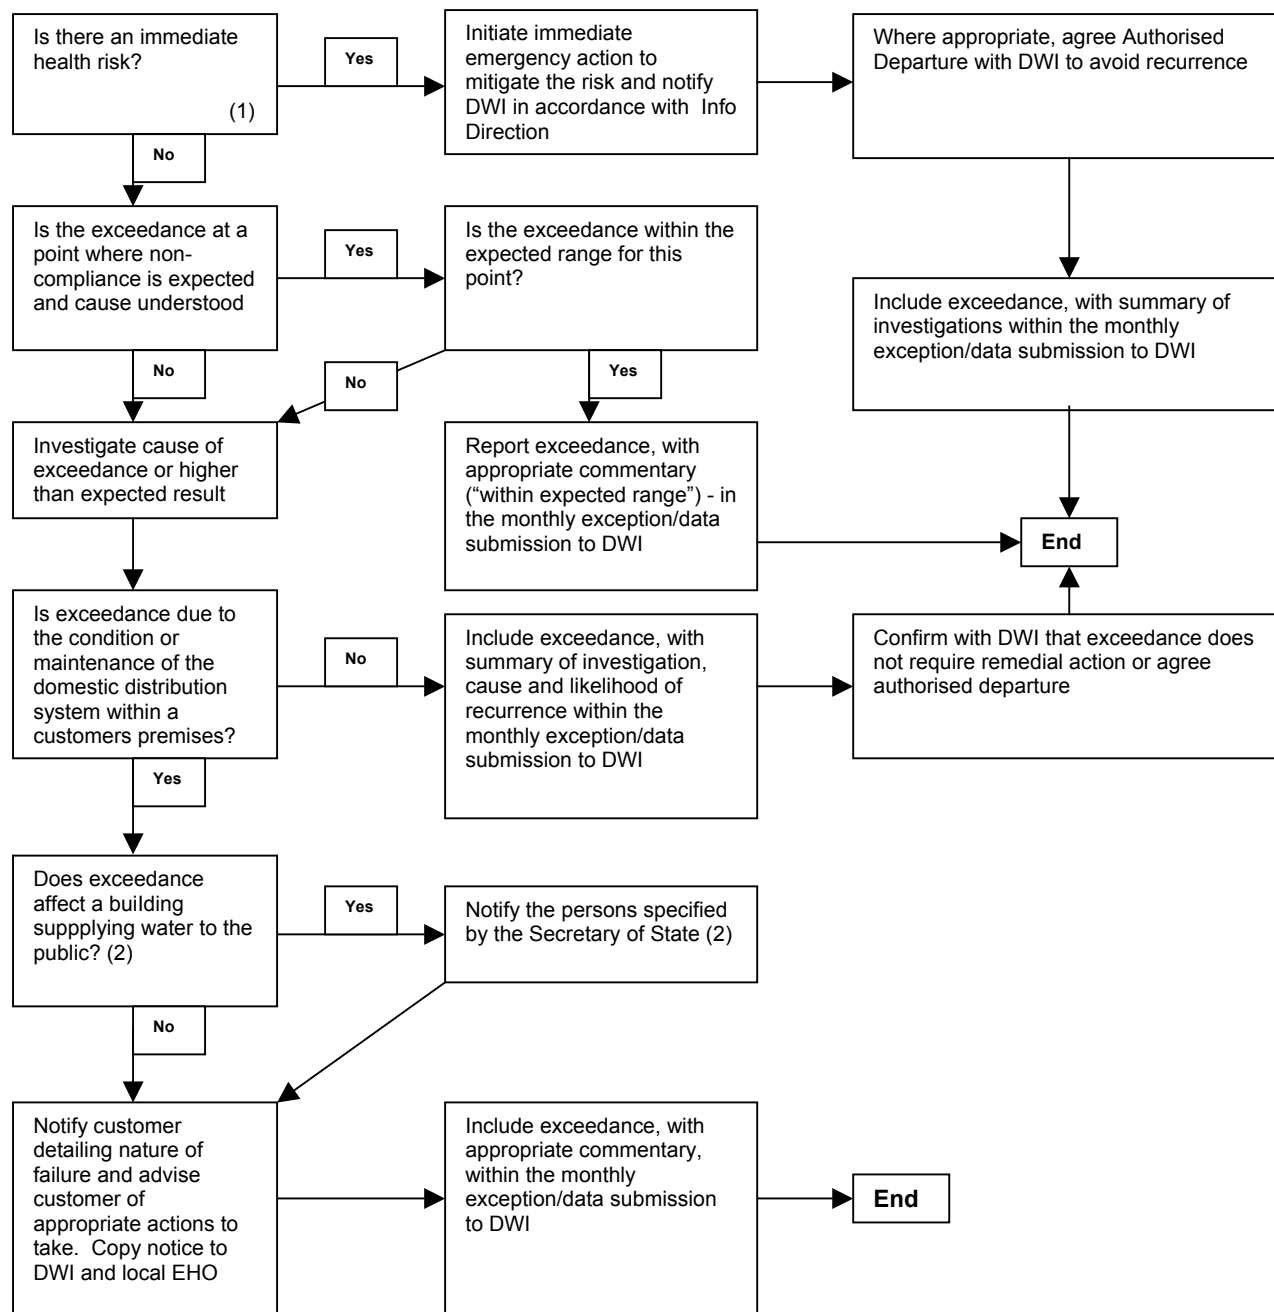 Is there an immediate
health risk?
(1)
Yes
Initiate immediate
emergency action to
mitigate the risk and notify
DWI in accordance with  Info
Direction
Where appropriate, agree Authorised
Departure with DWI to avoid recurrence
No
Is the exceedance at a
point where non-
compliance is expected
and cause understood
Yes
Is the exceedance within the
expected range for this
point?
Include exceedance, with summary of
investigations within the monthly
exception/data submission to DWI
No
No
Yes
Investigate cause of
exceedance or higher
than expected result
Report exceedance, with
appropriate commentary
(“within expected range”) - in
the monthly exception/data
submission to DWI
End
Is exceedance due to
the condition or
maintenance of the
domestic distribution
system within a
customers premises?
No
Include exceedance, with
summary of investigation,
cause and likelihood of
recurrence within the
monthly exception/data
submission to DWI
Confirm with DWI that exceedance does
not require remedial action or agree
authorised departure
Yes
Does exceedance
affect a building
suppplying water to the
public? (2)
Yes
Notify the persons specified
by the Secretary of State (2)
No
Notify customer
detailing nature of
failure and advise
customer of
appropriate actions to
take.  Copy notice to
DWI and local EHO
Include exceedance, with
appropriate commentary,
within the monthly
exception/data submission
to DWI
End